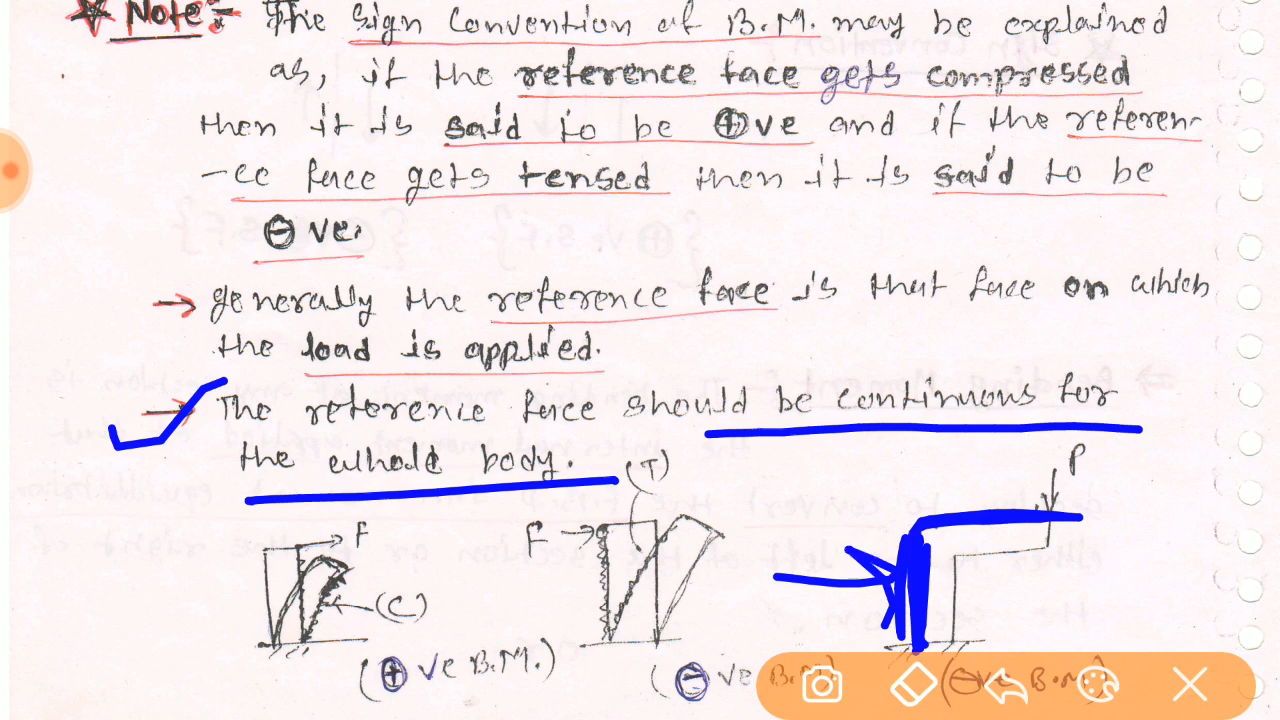 Note:- The Sign Convention of B.M. may be explained
as, if the reference face gets compressed
then it is said to be ⊕ve and if the referen-
-ce face gets tensed then it is said to be
⊖ve.
→ generally the reference face is that face on which
the load is applied.
→ The reference face should be continuous for
the whole body.
(T)
P
F
F
(C)
(⊕ve B.M.)
(⊖ve B.M)
(⊖ve B.M)